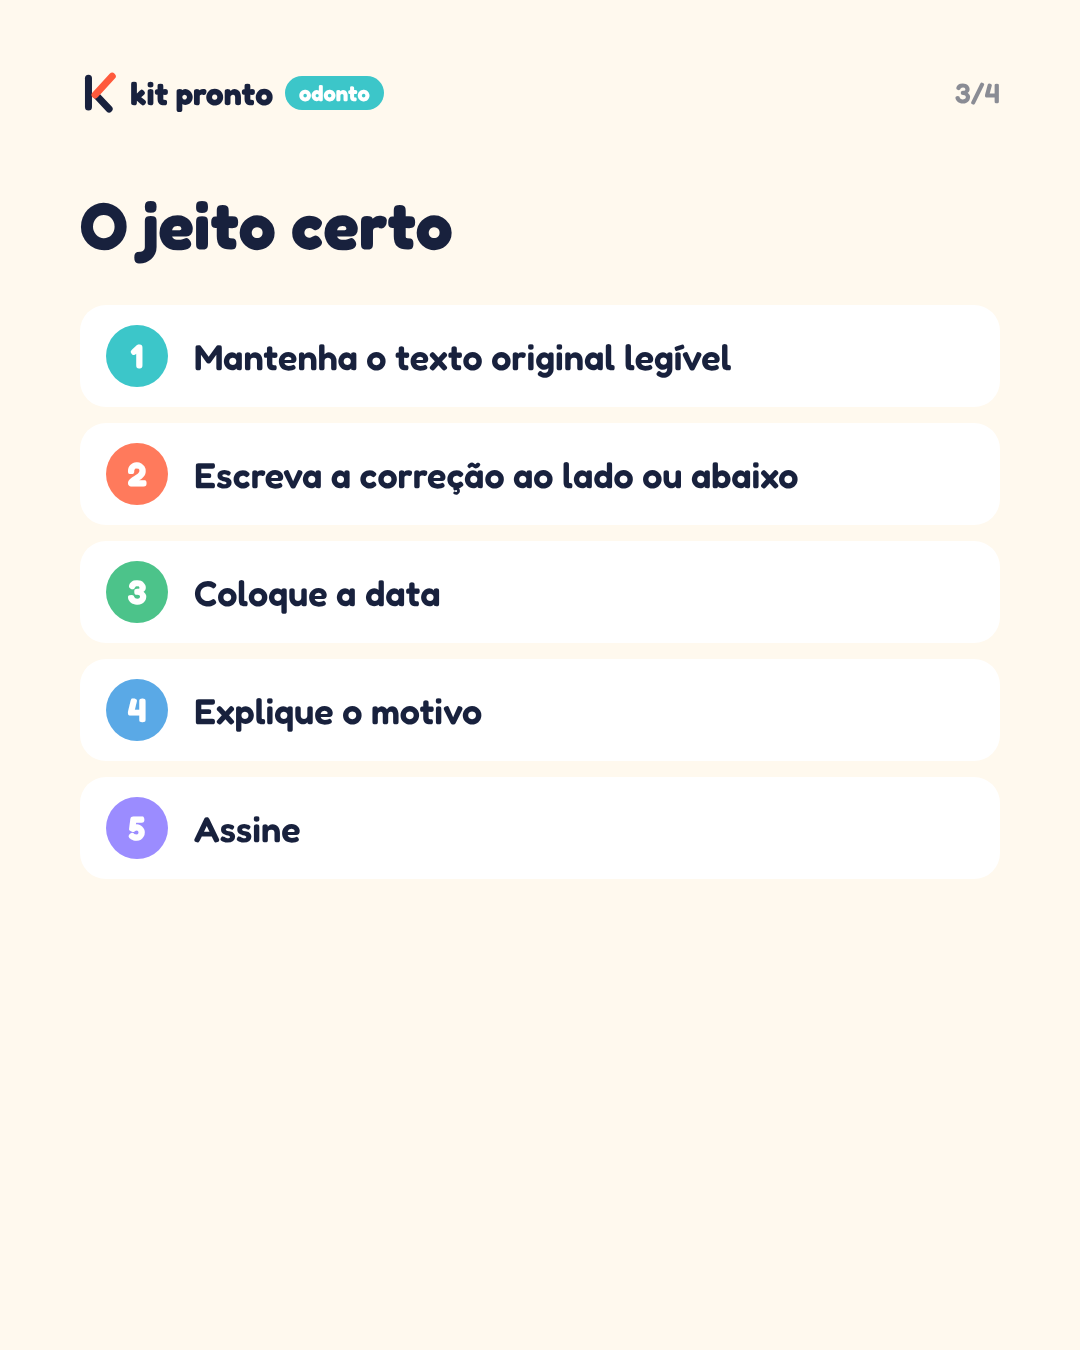 kit pronto odonto 3/4
O jeito certo
1 Mantenha o texto original legível
2 Escreva a correção ao lado ou abaixo
3 Coloque a data
4 Explique o motivo
5 Assine